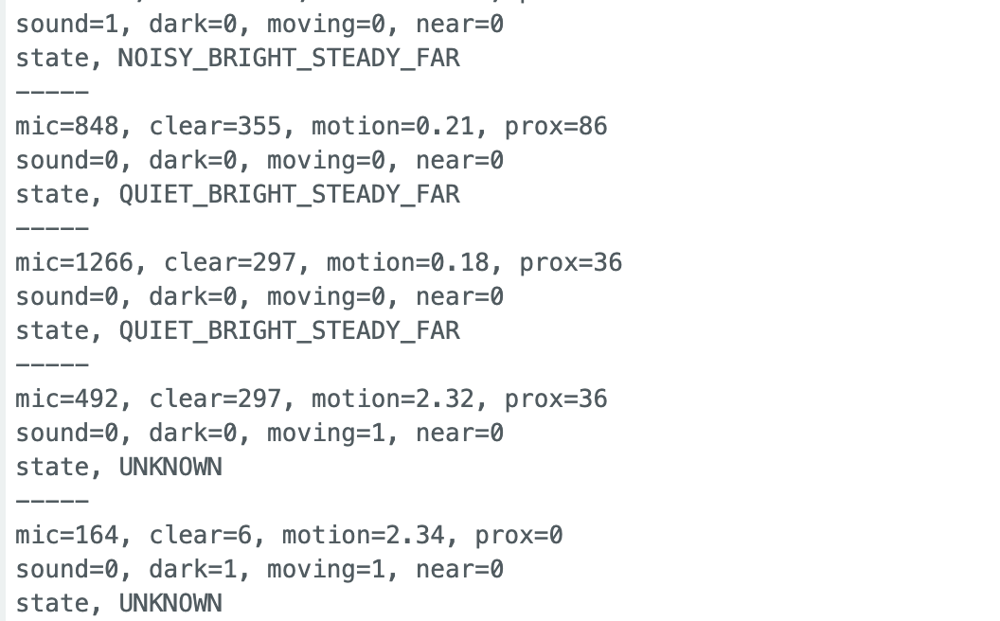 sound=1, dark=0, moving=0, near=0
state, NOISY_BRIGHT_STEADY_FAR
-----
mic=848, clear=355, motion=0.21, prox=86
sound=0, dark=0, moving=0, near=0
state, QUIET_BRIGHT_STEADY_FAR
-----
mic=1266, clear=297, motion=0.18, prox=36
sound=0, dark=0, moving=0, near=0
state, QUIET_BRIGHT_STEADY_FAR
-----
mic=492, clear=297, motion=2.32, prox=36
sound=0, dark=0, moving=1, near=0
state, UNKNOWN
-----
mic=164, clear=6, motion=2.34, prox=0
sound=0, dark=1, moving=1, near=0
state, UNKNOWN